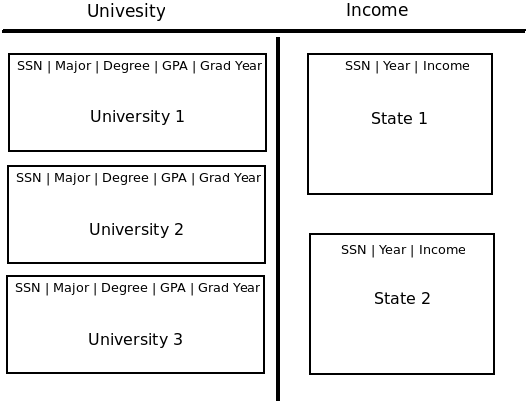 Univesity
Income
SSN | Major | Degree | GPA | Grad Year
University 1
SSN | Major | Degree | GPA | Grad Year
University 2
SSN | Major | Degree | GPA | Grad Year
University 3
SSN | Year | Income
State 1
SSN | Year | Income
State 2